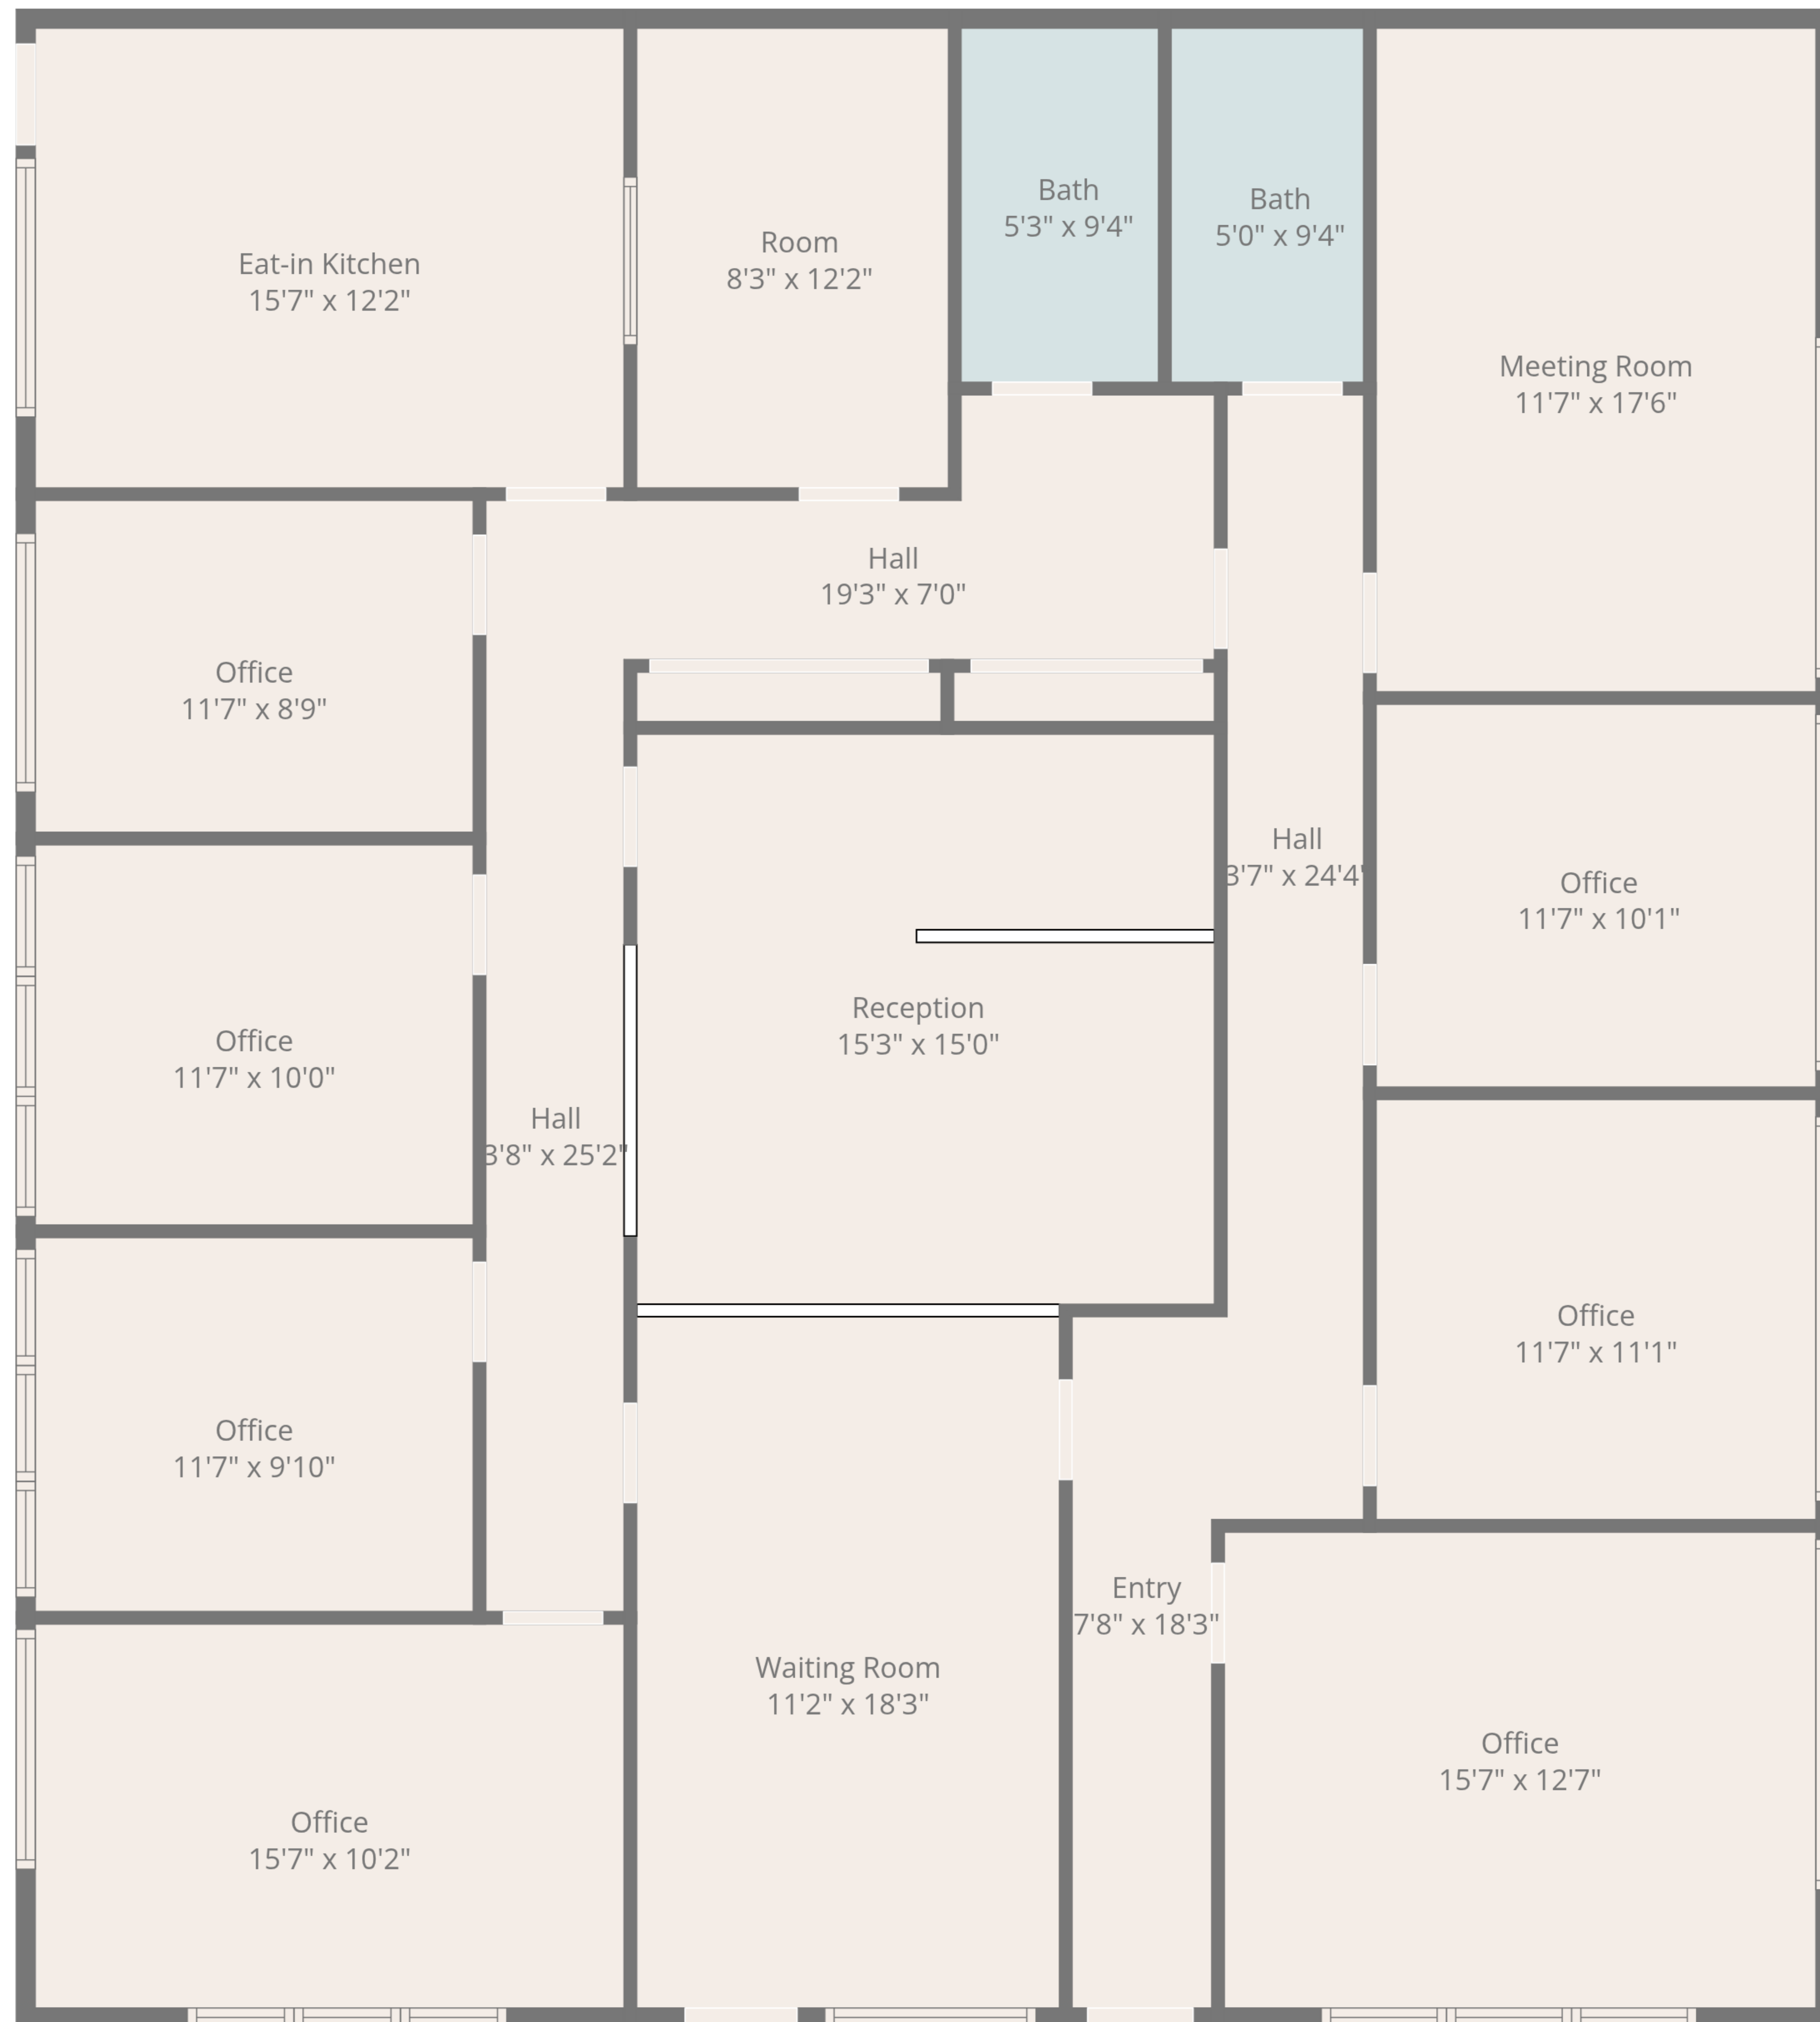 Bath
5'3" x 9'4"
Bath
5'0" x 9'4"
Room
8'3" x 12'2"
Eat-in Kitchen
15'7" x 12'2"
Meeting Room
11'7" x 17'6"
Hall
19'3" x 7'0"
Office
11'7" x 8'9"
Hall
3'7" x 24'4"
Office
11'7" x 10'1"
Reception
15'3" x 15'0"
Office
11'7" x 10'0"
Hall
3'8" x 25'2"
Office
11'7" x 11'1"
Office
11'7" x 9'10"
Entry
7'8" x 18'3"
Waiting Room
11'2" x 18'3"
Office
15'7" x 12'7"
Office
15'7" x 10'2"